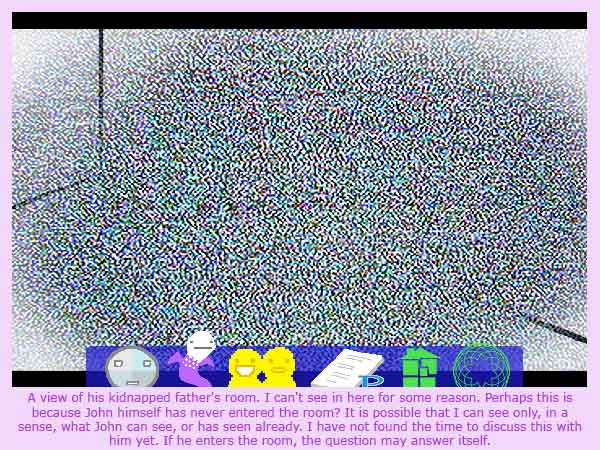 A view of his kidnapped father's room. I can't see in here for some reason. Perhaps this is
because John himself has never entered the room? It is possible that I can see only, in a
sense, what John can see, or has seen already. I have not found the time to discuss this with
him yet. If he enters the room, the question may answer itself.